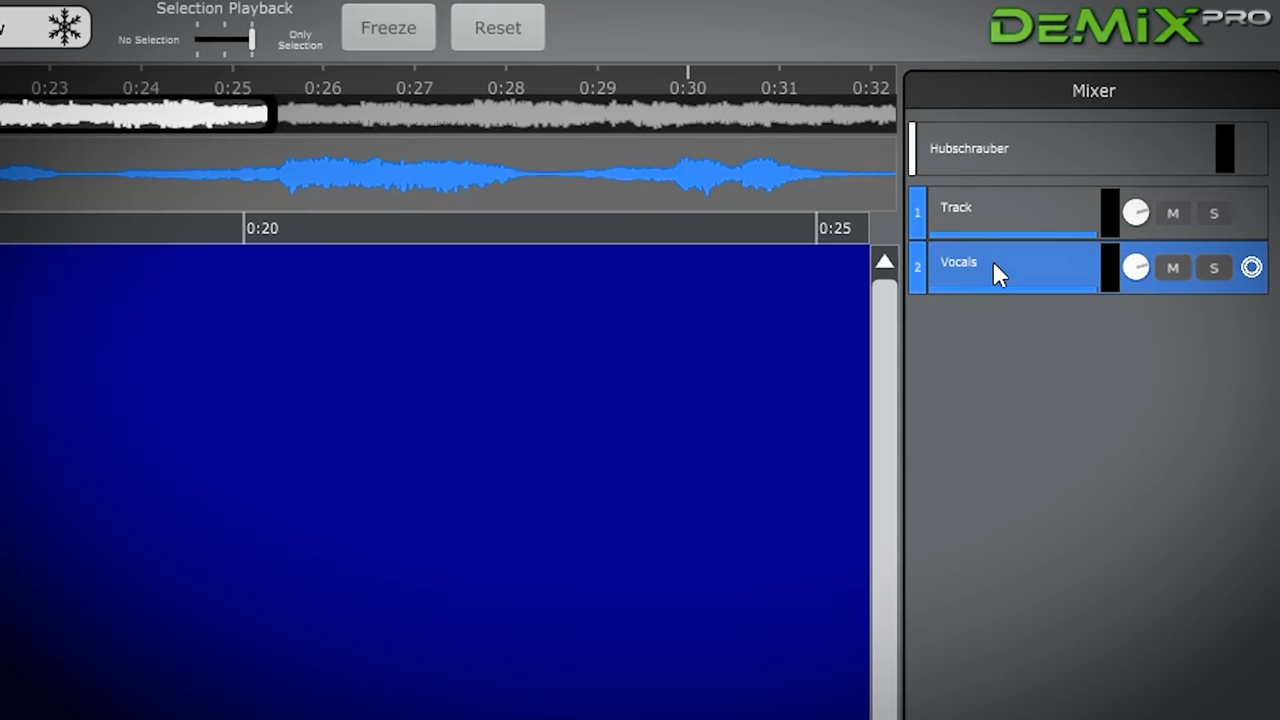 Selection Playback
No Selection
Only
Selection
Freeze
Reset
DEMiX PRO
0:23 0:24 0:25 0:26 0:27 0:28 0:29 0:30 0:31 0:32
Mixer
Hubschrauber
1 Track M S
2 Vocals M S
0:20 0:25